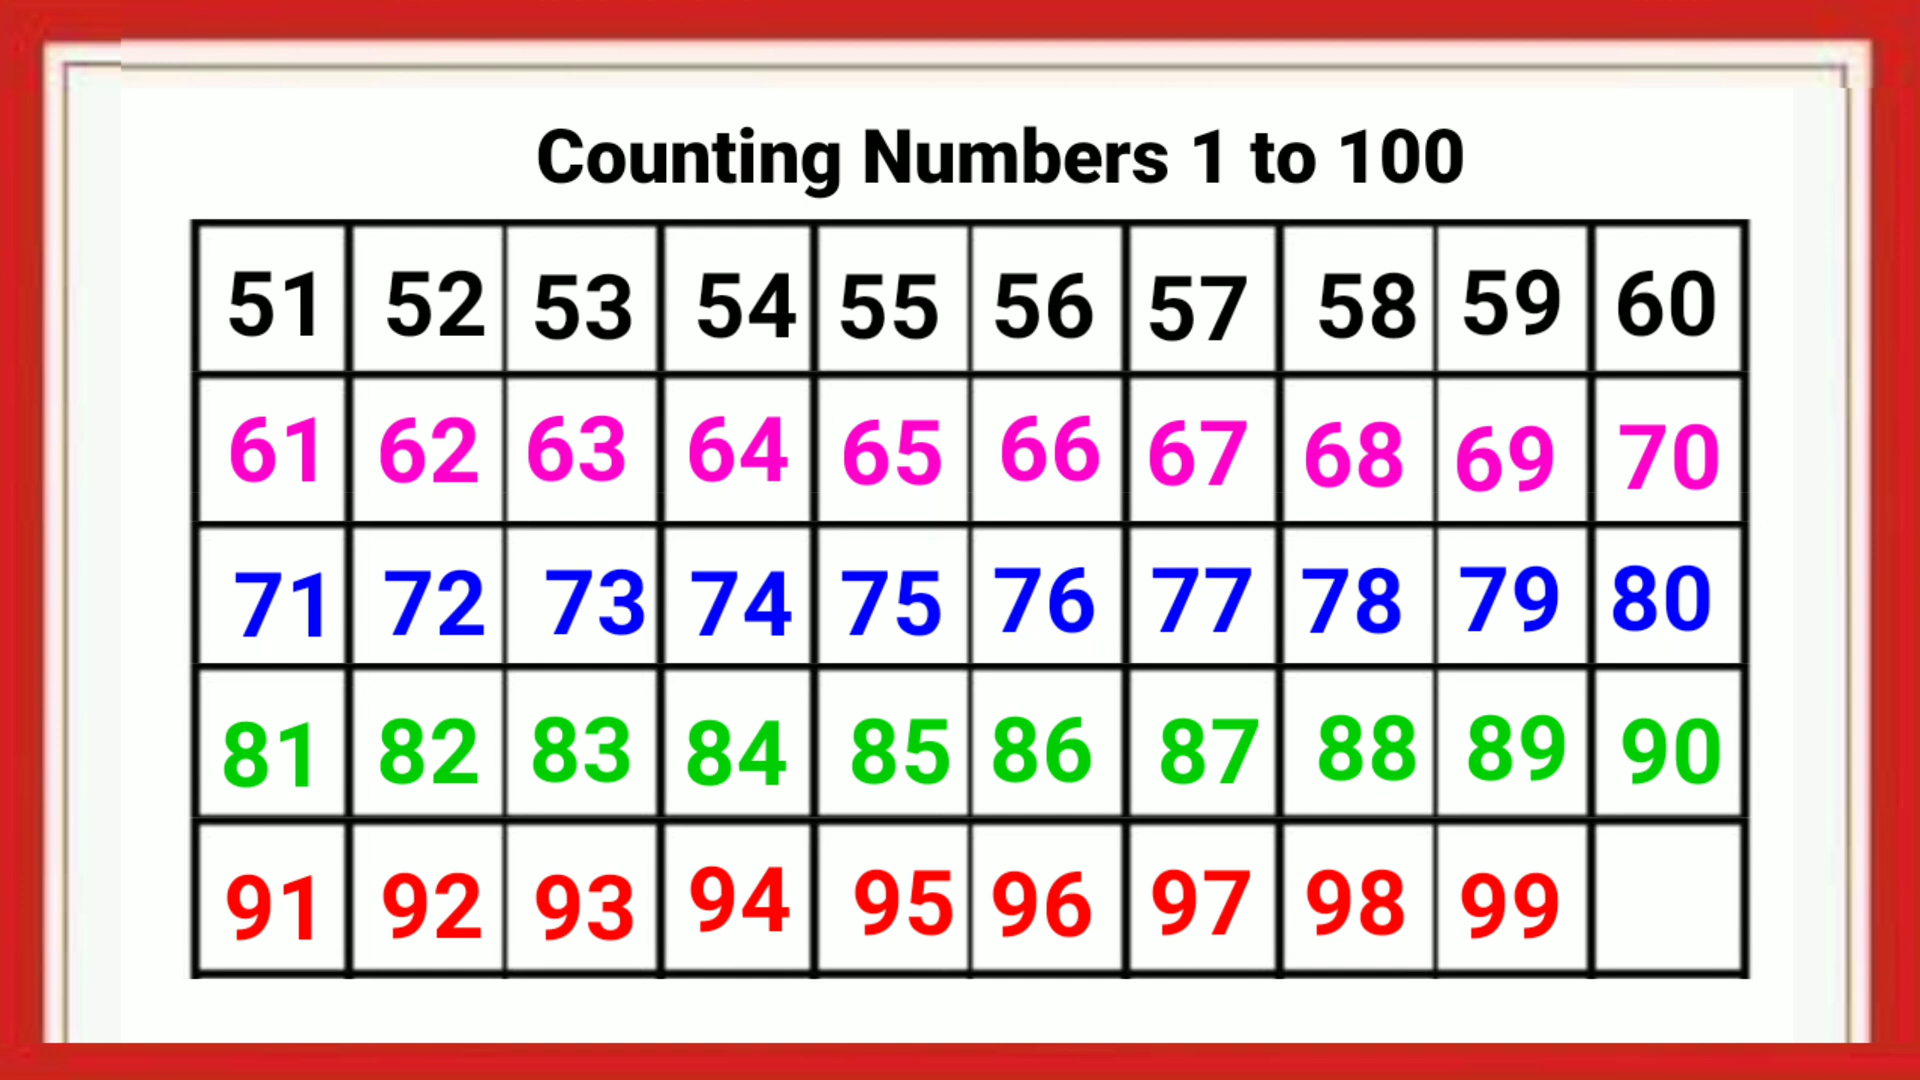 Counting Numbers 1 to 100
51 52 53 54 55 56 57 58 59 60
61 62 63 64 65 66 67 68 69 70
71 72 73 74 75 76 77 78 79 80
81 82 83 84 85 86 87 88 89 90
91 92 93 94 95 96 97 98 99